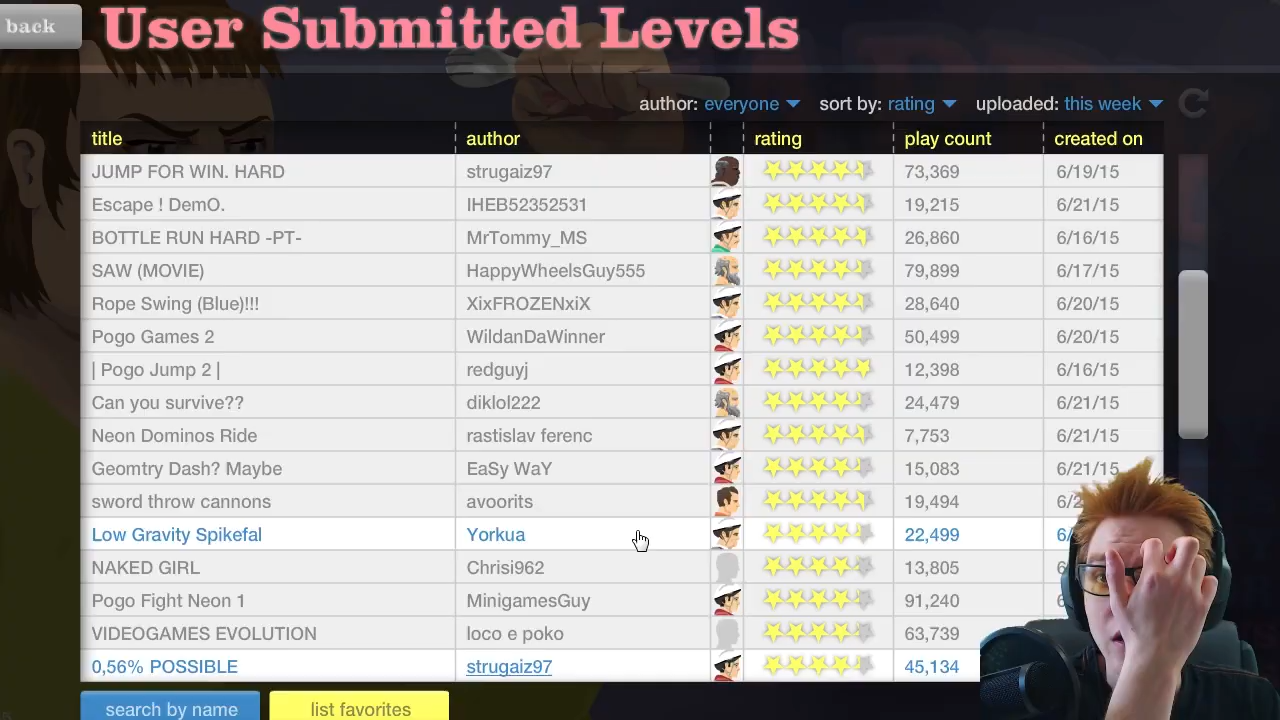 back
User Submitted Levels
author: everyone sort by: rating uploaded: this week
title author rating play count created on
JUMP FOR WIN. HARD strugaiz97 73,369 6/19/15
Escape ! DemO. IHEB52352531 19,215 6/21/15
BOTTLE RUN HARD -PT- MrTommy_MS 26,860 6/16/15
SAW (MOVIE) HappyWheelsGuy555 79,899 6/17/15
Rope Swing (Blue)!!! XixFROZENxiX 28,640 6/20/15
Pogo Games 2 WildanDaWinner 50,499 6/20/15
| Pogo Jump 2 | redguyj 12,398 6/16/15
Can you survive?? diklol222 24,479 6/21/15
Neon Dominos Ride rastislav ferenc 7,753 6/21/15
Geomtry Dash? Maybe EaSy WaY 15,083 6/21/15
sword throw cannons avoorits 19,494
Low Gravity Spikefal Yorkua 22,499
NAKED GIRL Chrisi962 13,805
Pogo Fight Neon 1 MinigamesGuy 91,240
VIDEOGAMES EVOLUTION loco e poko 63,739
0,56% POSSIBLE strugaiz97 45,134
search by name list favorites